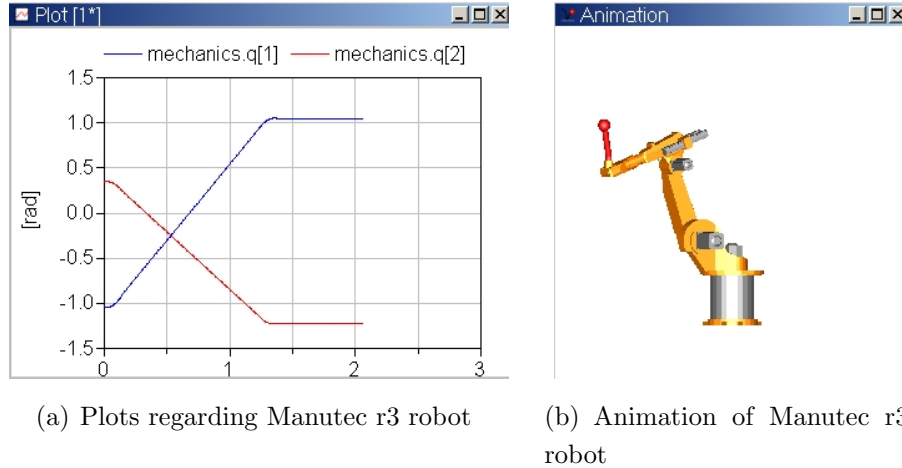 Plot [1*]
mechanics.q[1] mechanics.q[2]
1.5
1.0
0.5
0.0
-0.5
-1.0
-1.5
[rad]
0 1 2 3
Animation
(a) Plots regarding Manutec r3 robot
(b) Animation of Manutec r3
robot